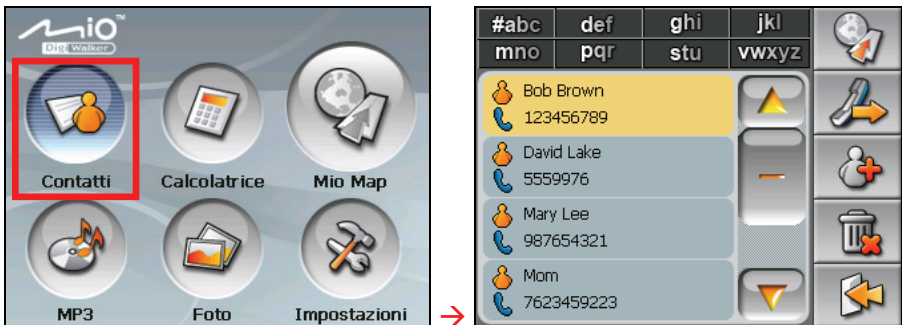 Mio™
DigiWalker
Contatti
Calcolatrice
Mio Map
MP3
Foto
Impostazioni
→
#abc
def
ghi
jkl
mno
pqr
stu
vwxyz
Bob Brown
123456789
David Lake
5559976
Mary Lee
987654321
Mom
7623459223